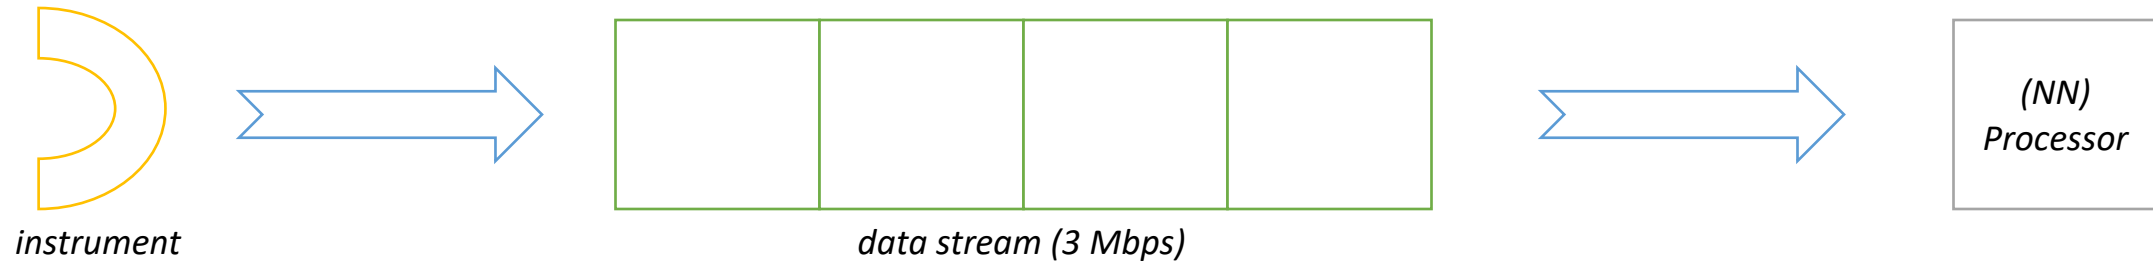 instrument
data stream (3 Mbps)
(NN)
Processor